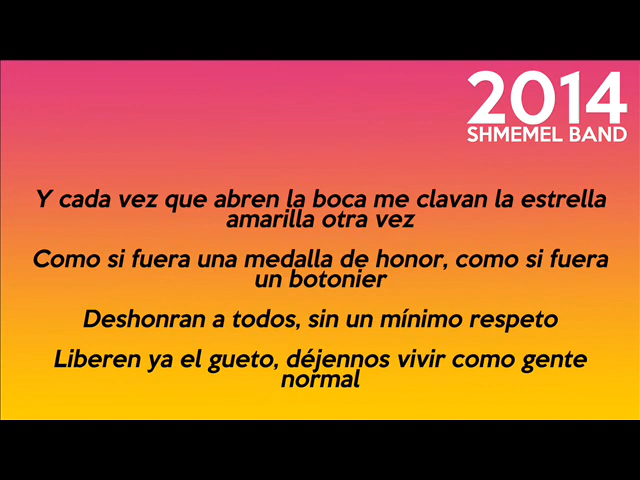 2014
SHMEMEL BAND
Y cada vez que abren la boca me clavan la estrella
amarilla otra vez
Como si fuera una medalla de honor, como si fuera
un botonier
Deshonran a todos, sin un mínimo respeto
Liberen ya el gueto, déjennos vivir como gente
normal